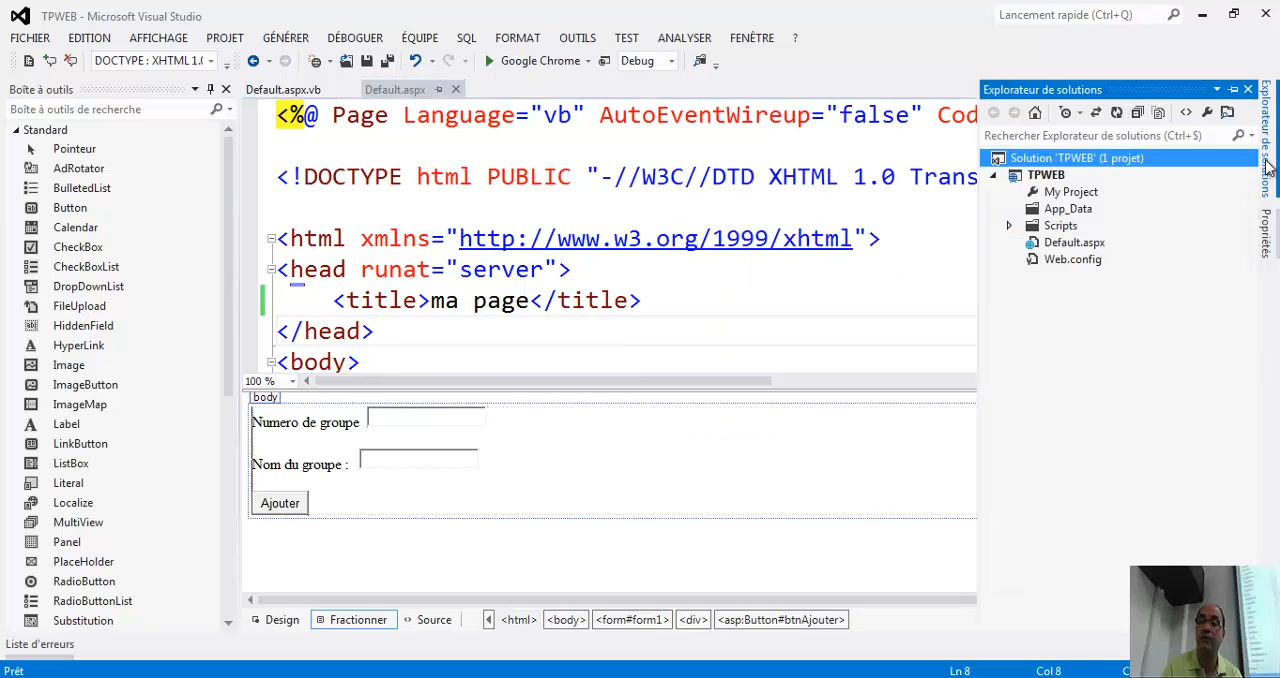 TPWEB - Microsoft Visual Studio
Lancement rapide (Ctrl+Q)
FICHIER EDITION AFFICHAGE PROJET GÉNÉRER DÉBOGUER ÉQUIPE SQL FORMAT OUTILS TEST ANALYSER FENÊTRE ?
DOCTYPE : XHTML 1.( Google Chrome Debug
Boîte à outils
Boîte à outils de recherche
Standard
Pointeur
AdRotator
BulletedList
Button
Calendar
CheckBox
CheckBoxList
DropDownList
FileUpload
HiddenField
HyperLink
Image
ImageButton
ImageMap
Label
LinkButton
ListBox
Literal
Localize
MultiView
Panel
PlaceHolder
RadioButton
RadioButtonList
Substitution
Default.aspx.vb Default.aspx
<%@ Page Language="vb" AutoEventWireup="false" Cod
<!DOCTYPE html PUBLIC "-//W3C//DTD XHTML 1.0 Trans
<html xmlns="http://www.w3.org/1999/xhtml">
<head runat="server">
<title>ma page</title>
</head>
<body>
100 %
body
Numero de groupe
Nom du groupe :
Ajouter
Design Fractionner Source <html> <body> <form#form1> <div> <asp:Button#btnAjouter>
Explorateur de solutions
Rechercher Explorateur de solutions (Ctrl+$)
Solution 'TPWEB' (1 projet)
TPWEB
My Project
App_Data
Scripts
Default.aspx
Web.config
Explorateur de solutions
Propriétés
Liste d'erreurs
Prêt Ln 8 Col 8 C